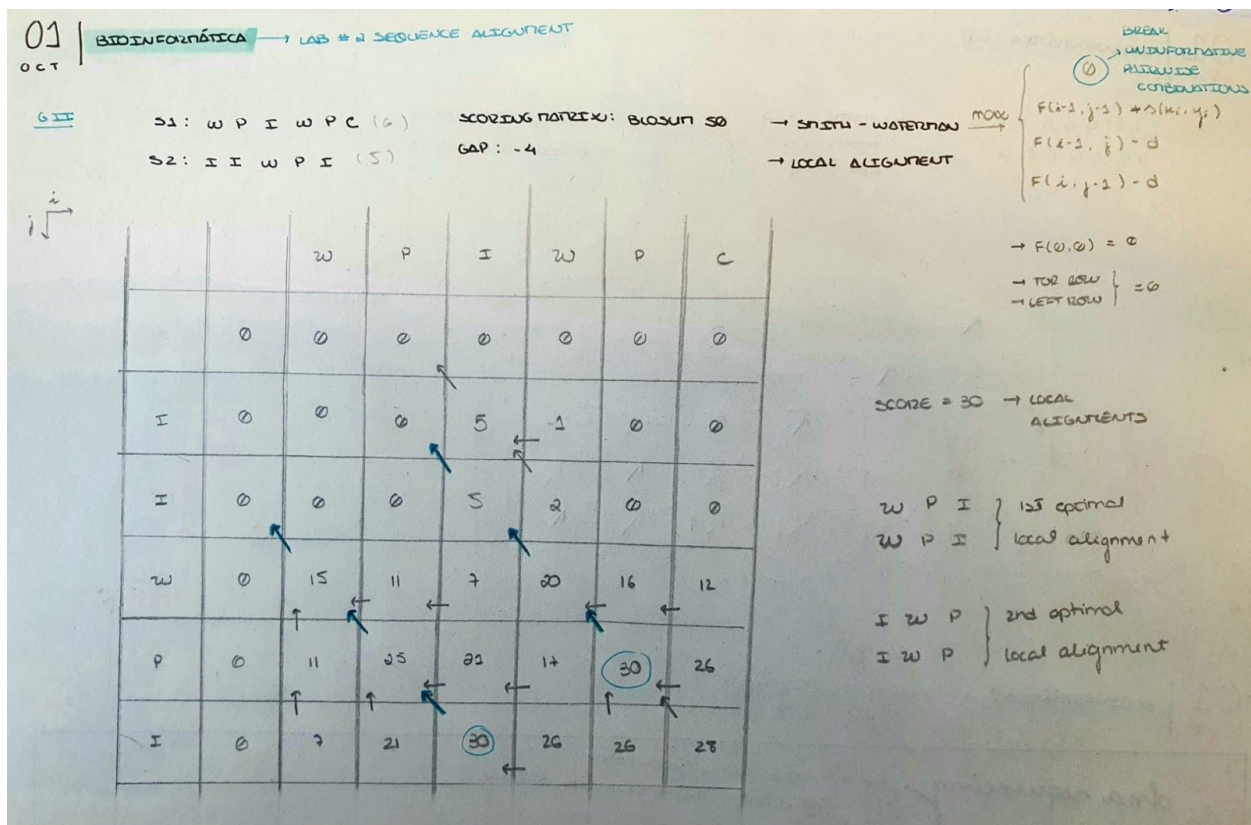 01
OCT
BIOINFORMÁTICA → LAB # 2 SEQUENCE ALIGNMENT
BREAK
UNINFORMATIVE
PAIRWISE
COMBINATIONS
0
GII
S1: W P I W P C (6)
S2: I I W P I (5)
SCORING MATRIX: BLOSUM 50
GAP: -4
→ SMITH - WATERMAN
→ LOCAL ALIGNMENT
max
F(i-1, j-1) + s(xi, yj)
F(i-1, j) - d
F(i, j-1) - d
→ F(0,0) = 0
→ TOP ROW
→ LEFT ROW
= 0
i
j
W P I W P C
0 0 0 0 0 0 0
I 0 0 0 5 1 0 0
I 0 0 0 5 2 0 0
W 0 15 11 7 20 16 12
P 0 11 25 21 17 30 26
I 0 7 21 30 26 26 28
SCORE = 30 → LOCAL
ALIGNMENTS
W P I
W P I
1st optimal
local alignment
I W P
I W P
2nd optimal
local alignment